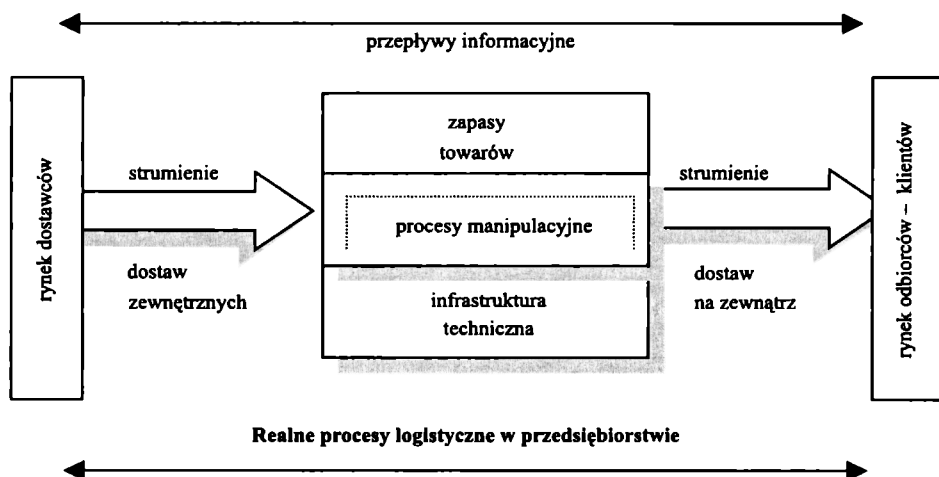 przepływy informacyjne
rynek dostawców
strumienie
dostaw
zewnętrznych
zapasy
towarów
procesy manipulacyjne
infrastruktura
techniczna
strumienie
dostaw
na zewnątrz
rynek odbiorców – klientów
Realne procesy logistyczne w przedsiębiorstwie